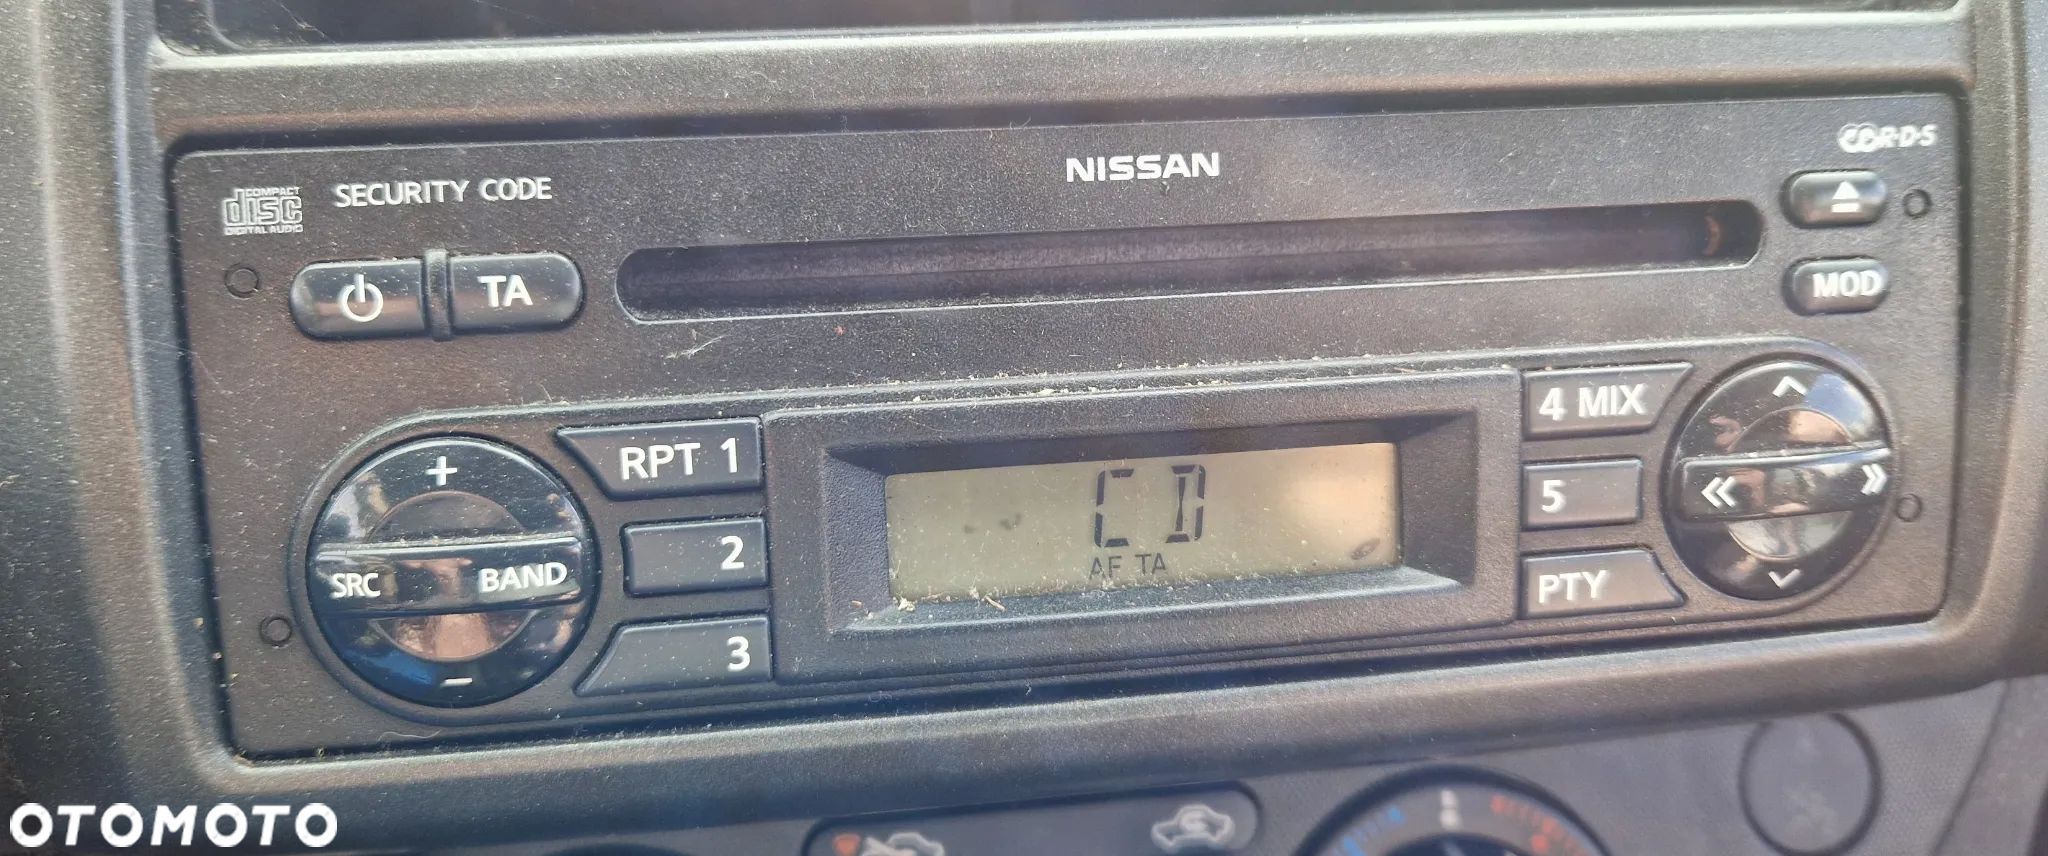 NISSAN
COMPACT
disc
DIGITAL AUDIO
SECURITY CODE
R·D·S
TA
MOD
RPT 1
4 MIX
+
CD
2
5
SRC BAND
AF TA
PTY
3
-
OTOMOTO